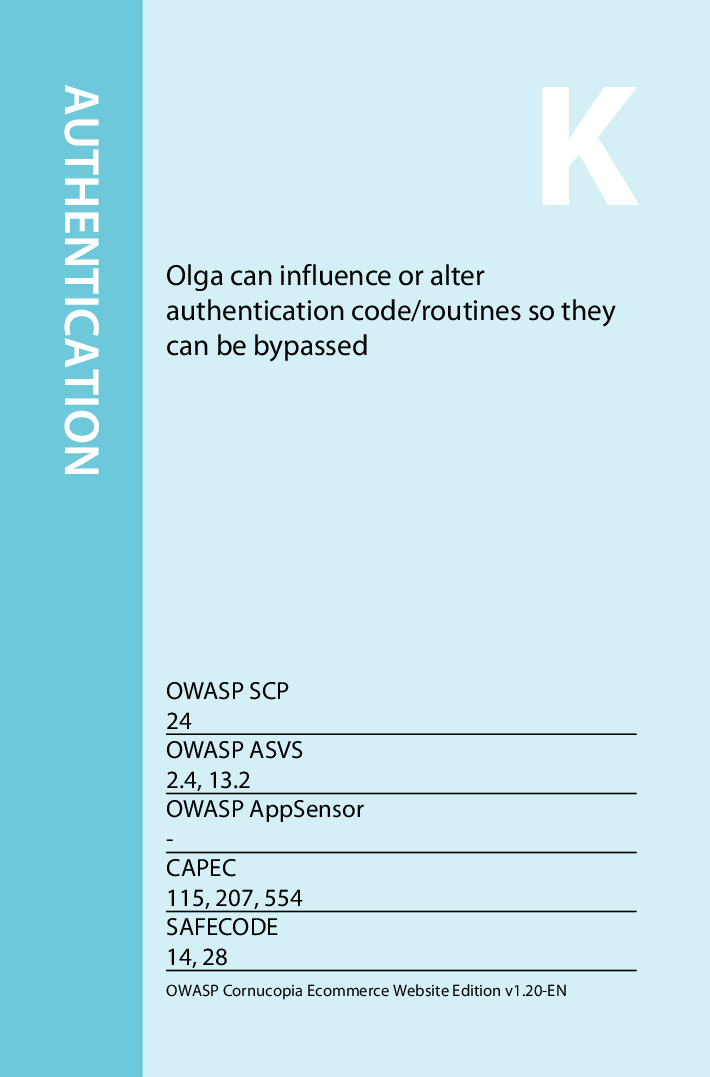 AUTHENTICATION
K
Olga can influence or alter
authentication code/routines so they
can be bypassed
OWASP SCP
24
OWASP ASVS
2.4, 13.2
OWASP AppSensor
-
CAPEC
115, 207, 554
SAFECODE
14, 28
OWASP Cornucopia Ecommerce Website Edition v1.20-EN